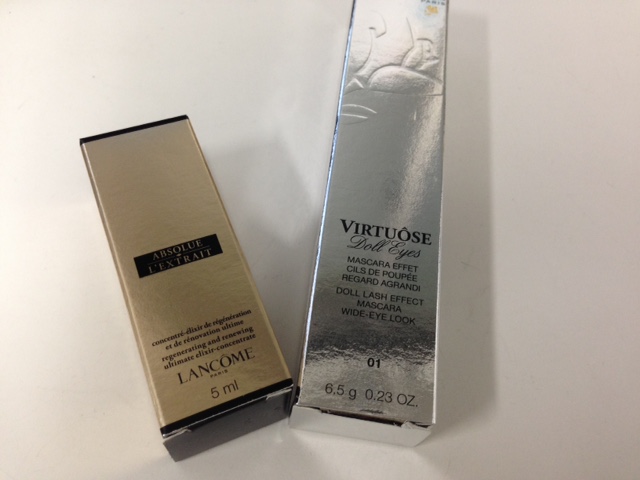 ABSOLUE
L'EXTRAIT
concentré-élixir de régénération
et de rénovation ultime
regenerating and renewing
ultimate elixir-concentrate
LANCÔME
PARIS
5 ml
PARIS
VIRTUÔSE
Doll Eyes
MASCARA EFFET
CILS DE POUPÉE
REGARD AGRANDI
DOLL LASH EFFECT
MASCARA
WIDE-EYE LOOK
01
6,5 g 0.23 OZ.